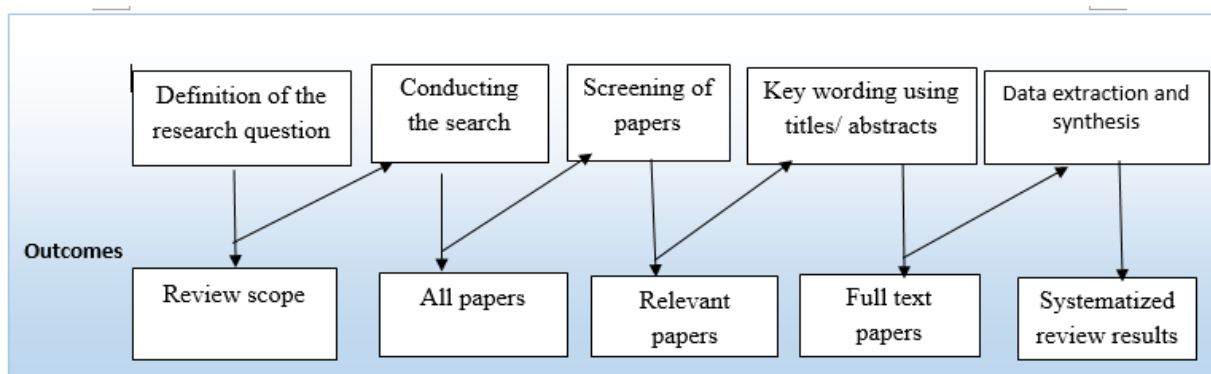 Definition of the
research question
Conducting
the search
Screening of
papers
Key wording using
titles/ abstracts
Data extraction and
synthesis
Outcomes
Review scope
All papers
Relevant
papers
Full text
papers
Systematized
review results